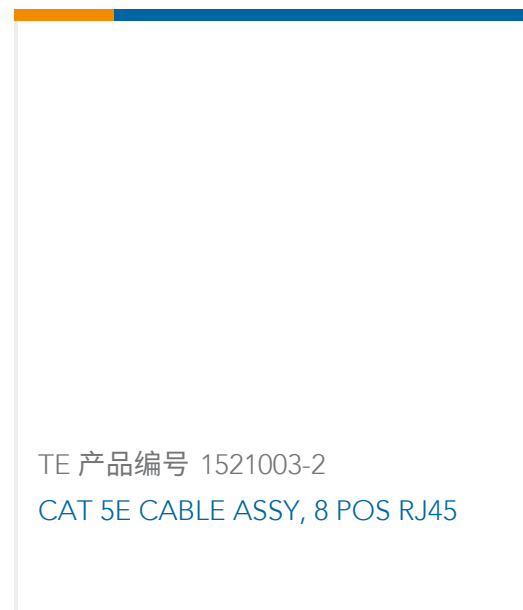 TE 产品编号 1521003-2
CAT 5E CABLE ASSY, 8 POS RJ45